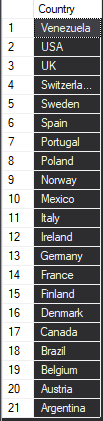 Country
1 Venezuela
2 USA
3 UK
4 Switzerla...
5 Sweden
6 Spain
7 Portugal
8 Poland
9 Norway
10 Mexico
11 Italy
12 Ireland
13 Germany
14 France
15 Finland
16 Denmark
17 Canada
18 Brazil
19 Belgium
20 Austria
21 Argentina